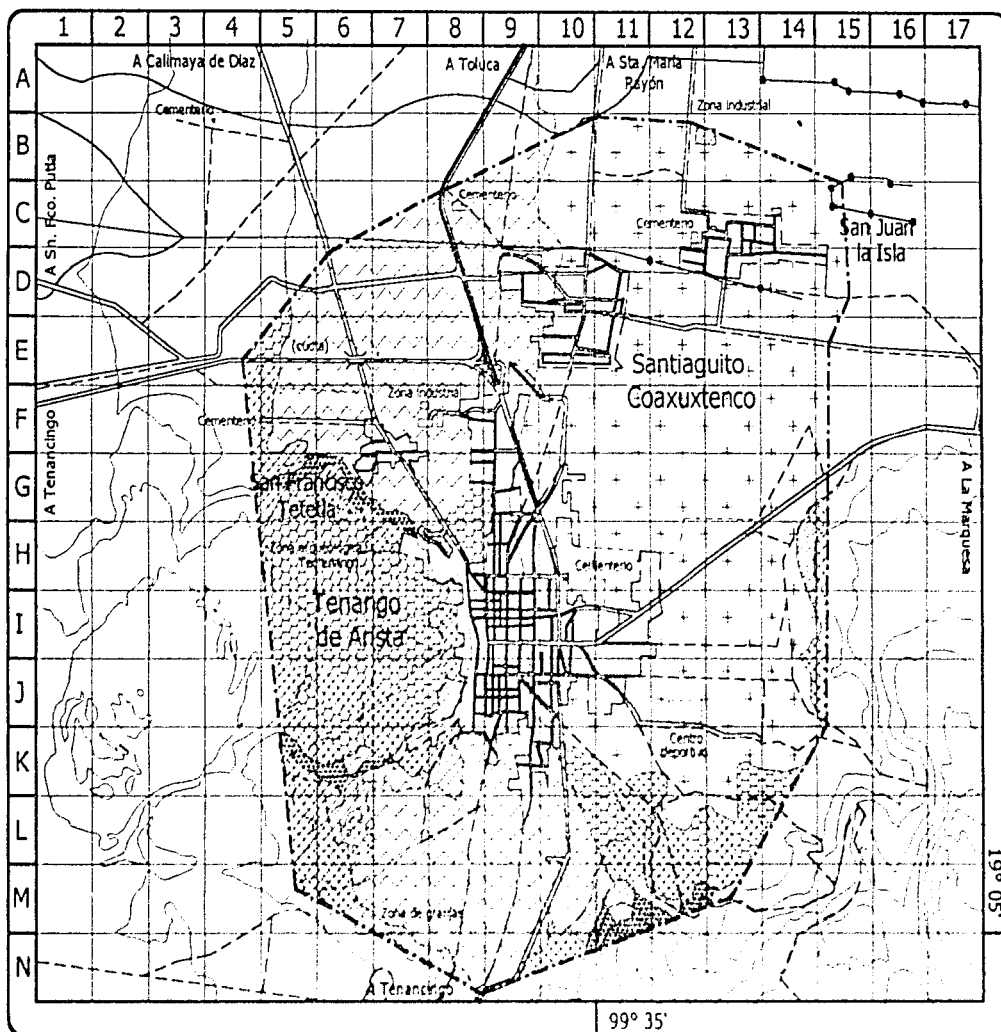 1 2 3 4 5 6 7 8 9 10 11 12 13 14 15 16 17
A
B
C
D
E
F
G
H
I
J
K
L
M
N
A Calimaya de Díaz
A Toluca
A Sta. María
Rayón
Cementerio
Zona Industrial
A Sn. Fco. Putla
Cementerio
Cementerio
San Juan
la Isla
(cuota)
Santiaguito
Coaxuxtenco
Zona Industrial
Cementerio
A Tenancingo
San Francisco
Tetetla
A La Marquesa
Zona
Cementerio
Tenango
de Arista
Centro
deportivo
19° 05'
Zona de granjas
A Tenancingo
99° 35'